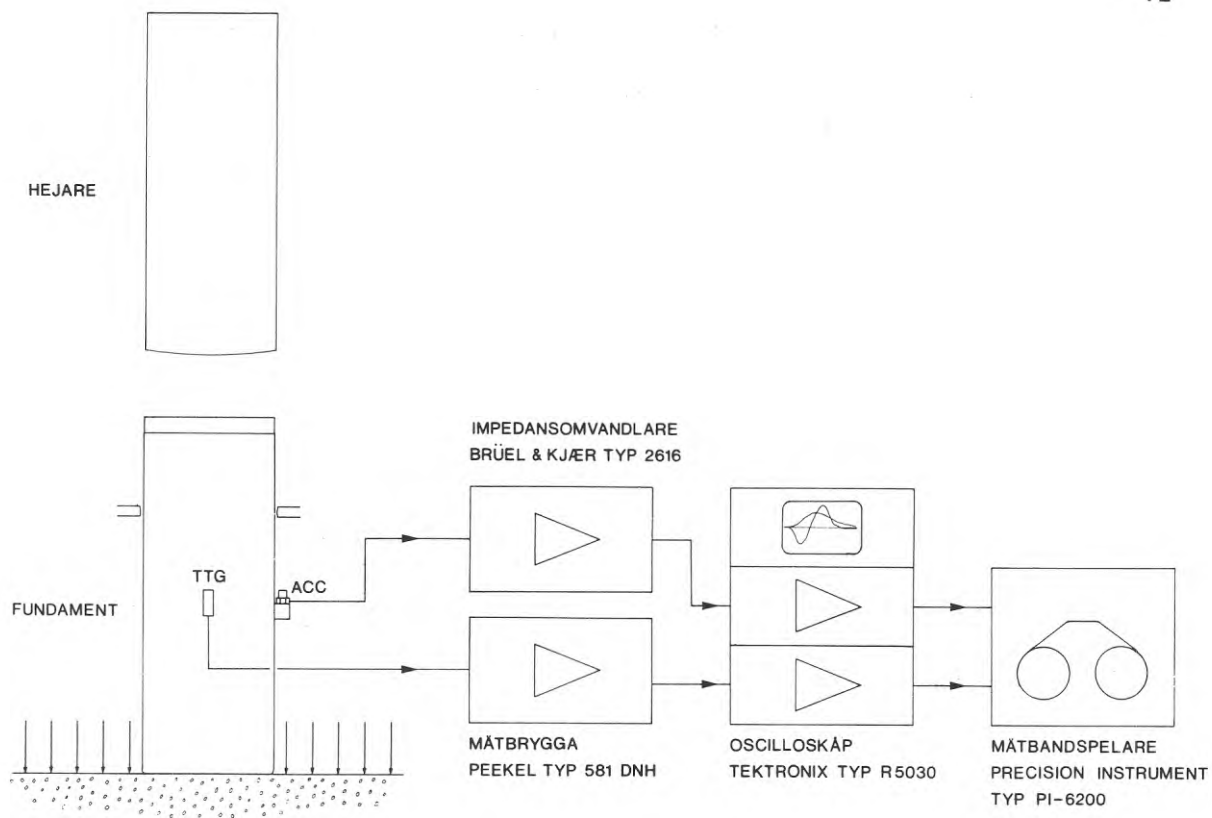 HEJARE
IMPEDANSOMVANDLARE
BRÜEL & KJÆR TYP 2616
TTG
ACC
FUNDAMENT
MÄTBRYGGA
PEEKEL TYP 581 DNH
OSCILLOSKÅP
TEKTRONIX TYP R5030
MÄTBANDSPELARE
PRECISION INSTRUMENT
TYP PI-6200